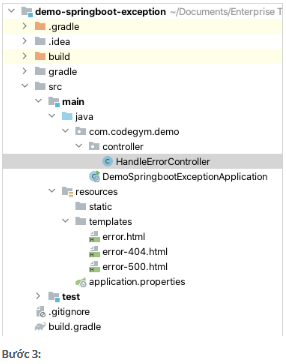 demo-springboot-exception ~/Documents/Enterprise T
.gradle
.idea
build
gradle
src
main
java
com.codegym.demo
controller
HandleErrorController
DemoSpringbootExceptionApplication
resources
static
templates
error.html
error-404.html
error-500.html
application.properties
test
.gitignore
build.gradle
Bước 3: